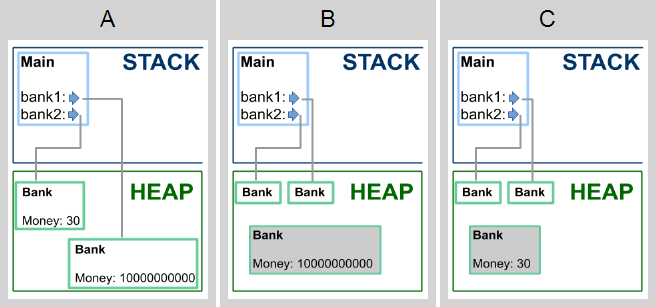 A
Main
STACK
bank1:
bank2:
HEAP
Bank
Money: 30
Bank
Money: 10000000000
B
Main
STACK
bank1:
bank2:
HEAP
Bank
Bank
Bank
Money: 10000000000
C
Main
STACK
bank1:
bank2:
HEAP
Bank
Bank
Bank
Money: 30